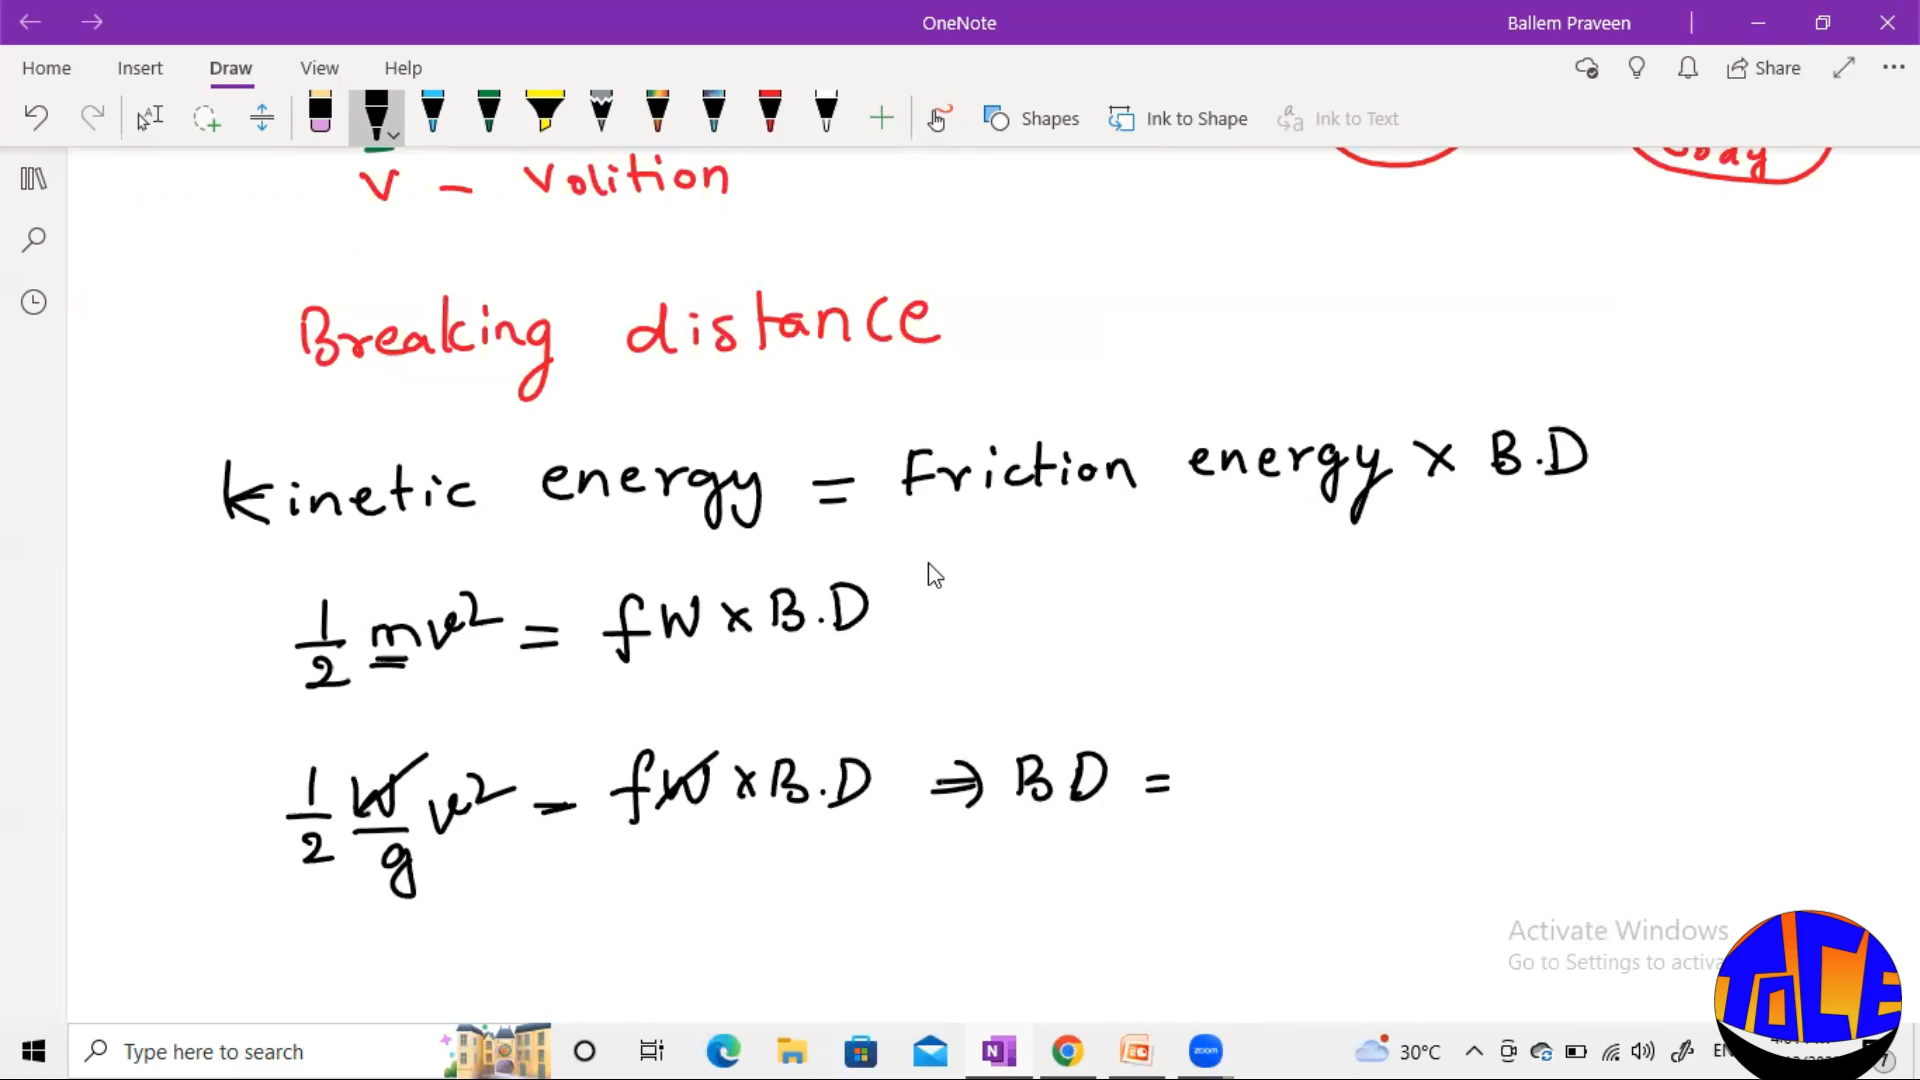 OneNote
Ballem Praveen
Home Insert Draw View Help
Share
Shapes
Ink to Shape
Ink to Text
V - Volition
Breaking distance
Kinetic energy = Friction energy × B.D
1/2 mv² = fW × B.D
1/2 W/g v² = fW × B.D ⇒ BD =
Activate Windows
Go to Settings to activa
Type here to search
N
zoom
30°C